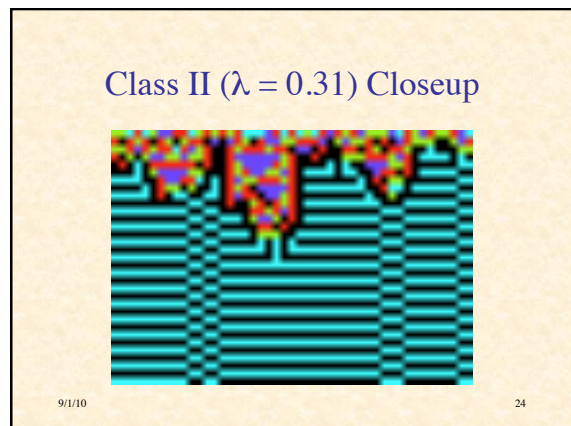 Class II (λ = 0.31) Closeup
9/1/10
24